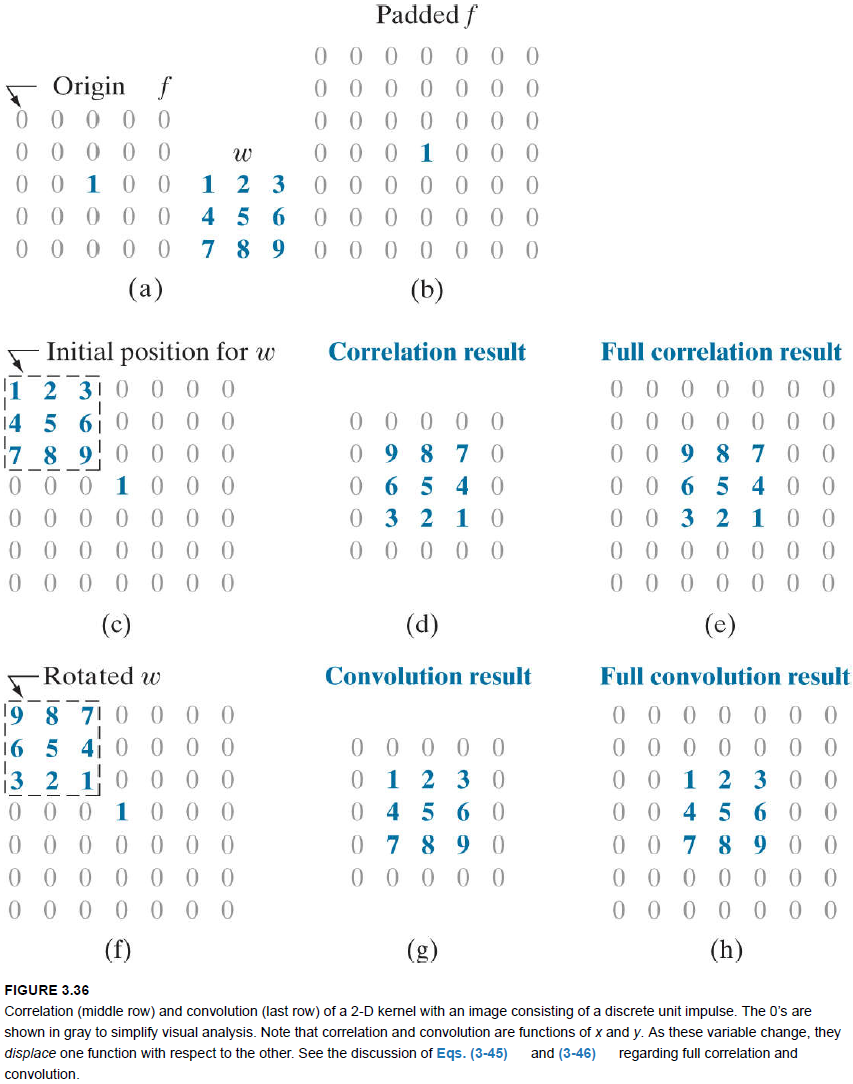 Padded f
0 0 0 0 0 0 0
Origin f
0 0 0 0 0 0 0
0 0 0 0 0
0 0 0 0 0 0 0
0 0 0 0 0
w
0 0 0 1 0 0 0
0 0 1 0 0
1 2 3
0 0 0 0 0 0 0
0 0 0 0 0
4 5 6
0 0 0 0 0 0 0
0 0 0 0 0
7 8 9
0 0 0 0 0 0 0
(a)
(b)
Initial position for w
1 2 3 0 0 0 0
4 5 6 0 0 0 0
7 8 9 0 0 0 0
0 0 0 1 0 0 0
0 0 0 0 0 0 0
0 0 0 0 0 0 0
0 0 0 0 0 0 0
(c)
Correlation result
0 0 0 0 0
0 9 8 7 0
0 6 5 4 0
0 3 2 1 0
0 0 0 0 0
(d)
Full correlation result
0 0 0 0 0 0 0
0 0 0 0 0 0 0
0 0 9 8 7 0 0
0 0 6 5 4 0 0
0 0 3 2 1 0 0
0 0 0 0 0 0 0
0 0 0 0 0 0 0
(e)
Rotated w
9 8 7 0 0 0 0
6 5 4 0 0 0 0
3 2 1 0 0 0 0
0 0 0 1 0 0 0
0 0 0 0 0 0 0
0 0 0 0 0 0 0
0 0 0 0 0 0 0
(f)
Convolution result
0 0 0 0 0
0 1 2 3 0
0 4 5 6 0
0 7 8 9 0
0 0 0 0 0
(g)
Full convolution result
0 0 0 0 0 0 0
0 0 0 0 0 0 0
0 0 1 2 3 0 0
0 0 4 5 6 0 0
0 0 7 8 9 0 0
0 0 0 0 0 0 0
0 0 0 0 0 0 0
(h)
FIGURE 3.36
Correlation (middle row) and convolution (last row) of a 2-D kernel with an image consisting of a discrete unit impulse. The 0's are
shown in gray to simplify visual analysis. Note that correlation and convolution are functions of x and y. As these variable change, they
displace one function with respect to the other. See the discussion of Eqs. (3-45) and (3-46) regarding full correlation and
convolution.